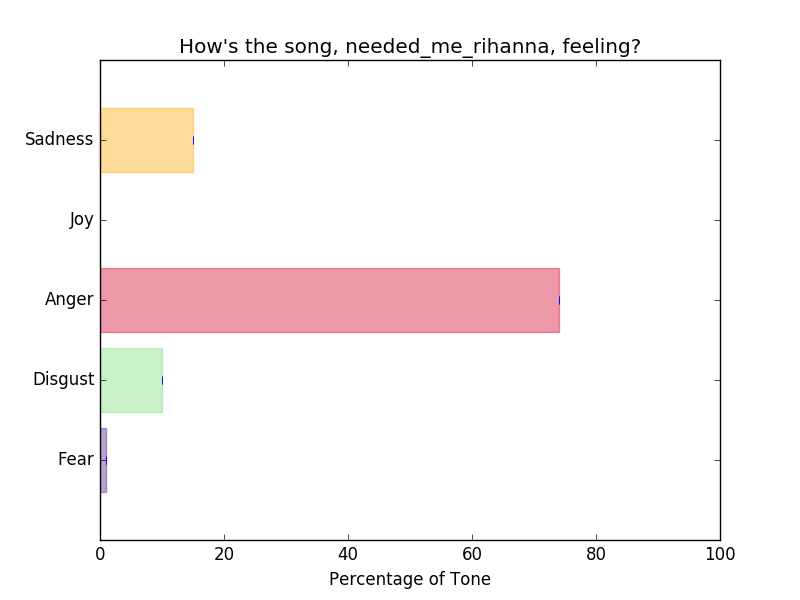 How's the song, needed_me_rihanna, feeling?
Sadness
Joy
Anger
Disgust
Fear
0 20 40 60 80 100
Percentage of Tone